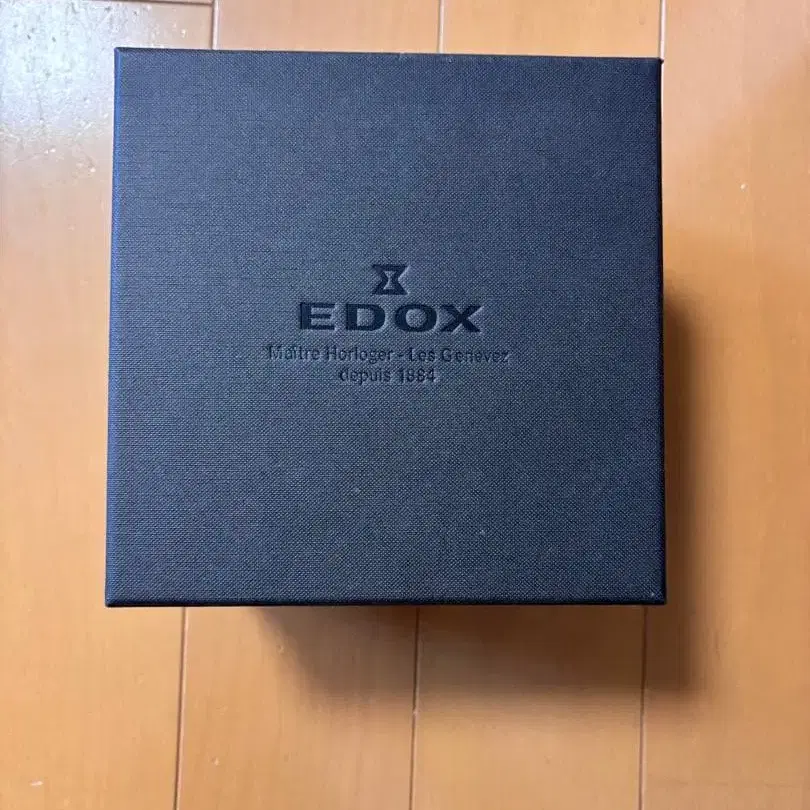 EDOX
Maître Horloger - Les Genevez
depuis 1884